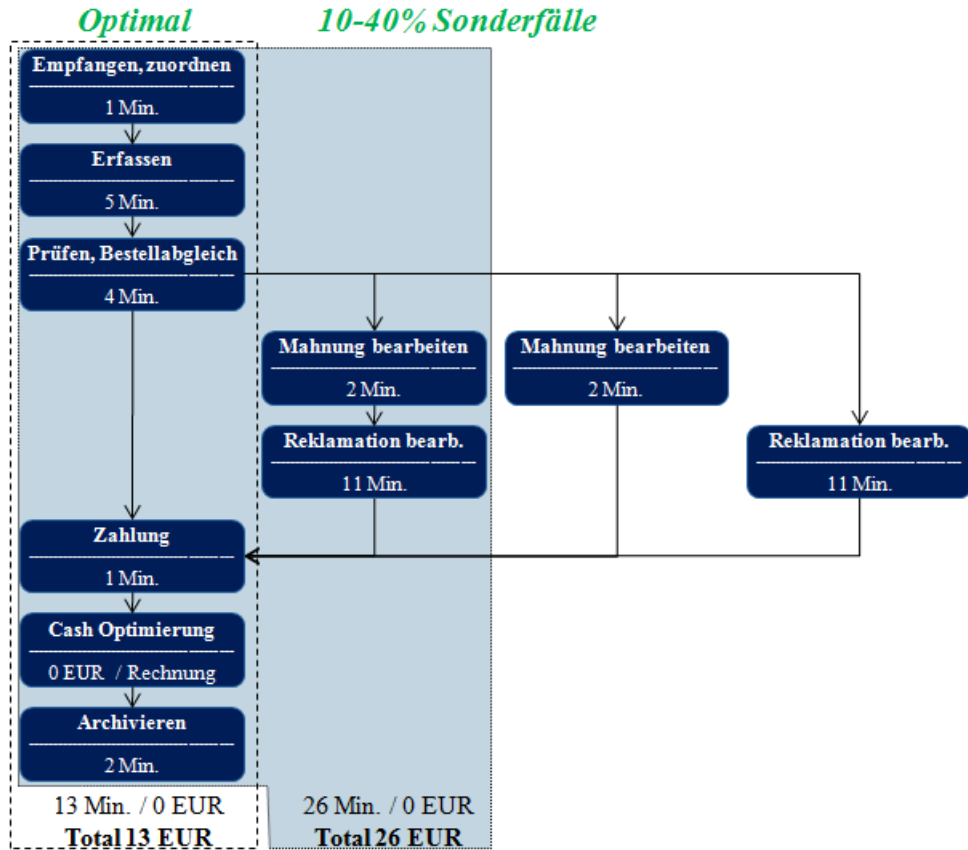 Optimal
10-40% Sonderfälle
Empfangen, zuordnen
1 Min.
Erfassen
5 Min.
Prüfen, Bestellabgleich
4 Min.
Mahnung bearbeiten
2 Min.
Mahnung bearbeiten
2 Min.
Reklamation bearb.
11 Min.
Reklamation bearb.
11 Min.
Zahlung
1 Min.
Cash Optimierung
0 EUR / Rechnung
Archivieren
2 Min.
13 Min. / 0 EUR
Total 13 EUR
26 Min. / 0 EUR
Total 26 EUR